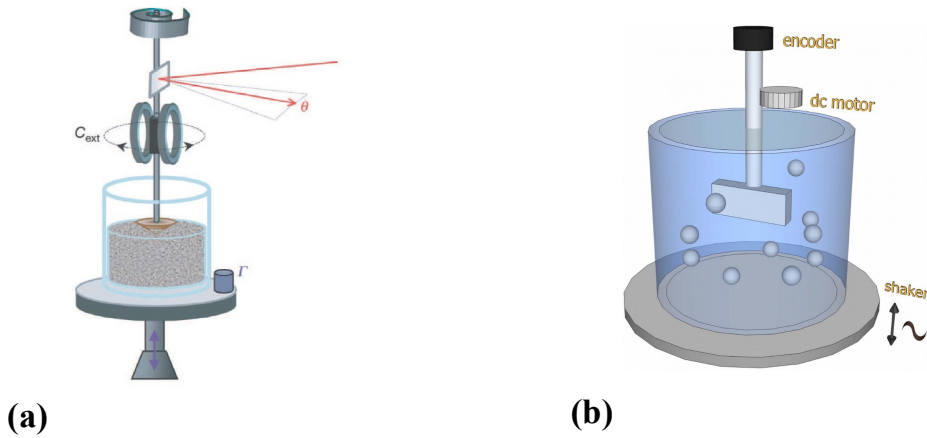 θ
C_ext
Γ
(a)
encoder
dc motor
shaker
(b)